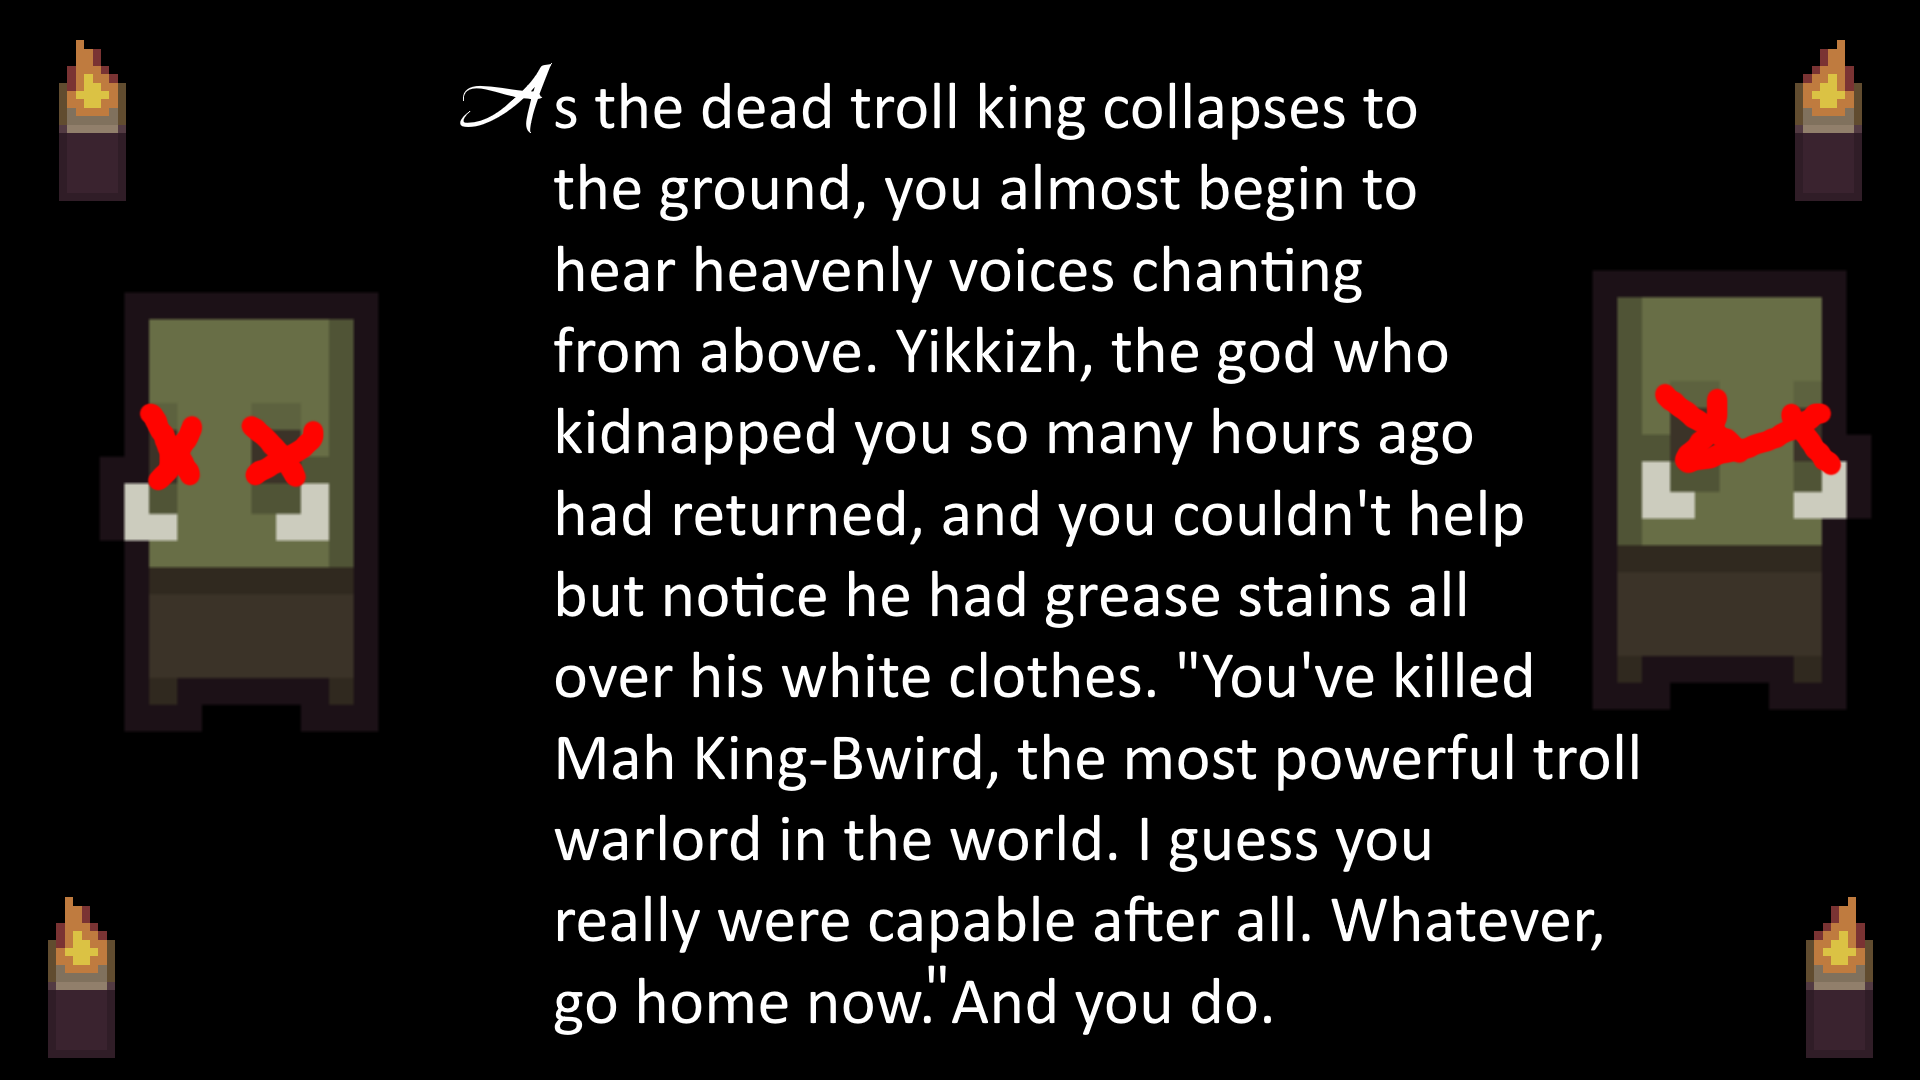 As the dead troll king collapses to
the ground, you almost begin to
hear heavenly voices chanting
from above. Yikkizh, the god who
kidnapped you so many hours ago
had returned, and you couldn't help
but notice he had grease stains all
over his white clothes. "You've killed
Mah King-Bwird, the most powerful troll
warlord in the world. I guess you
really were capable after all. Whatever,
go home now." And you do.